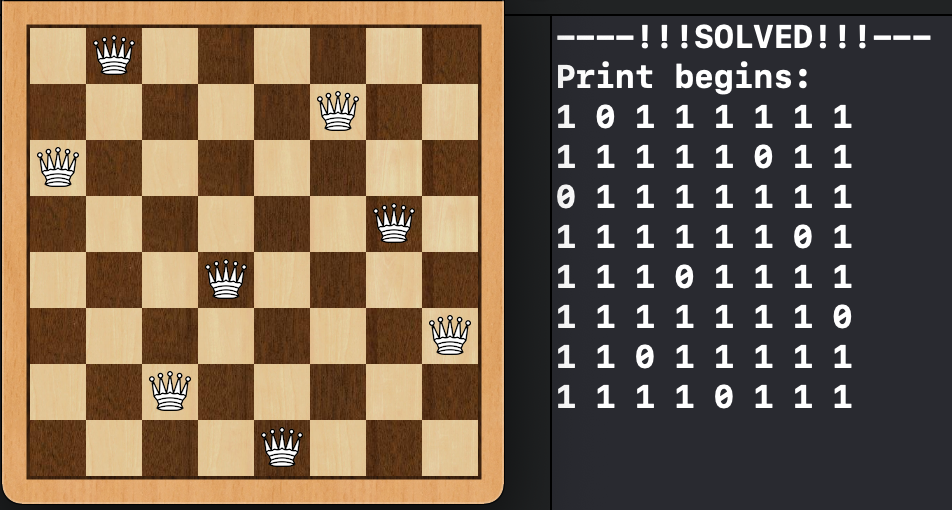 ----!!!SOLVED!!!---
Print begins:
1 0 1 1 1 1 1 1
1 1 1 1 1 0 1 1
0 1 1 1 1 1 1 1
1 1 1 1 1 1 0 1
1 1 1 0 1 1 1 1
1 1 1 1 1 1 1 0
1 1 0 1 1 1 1 1
1 1 1 1 0 1 1 1